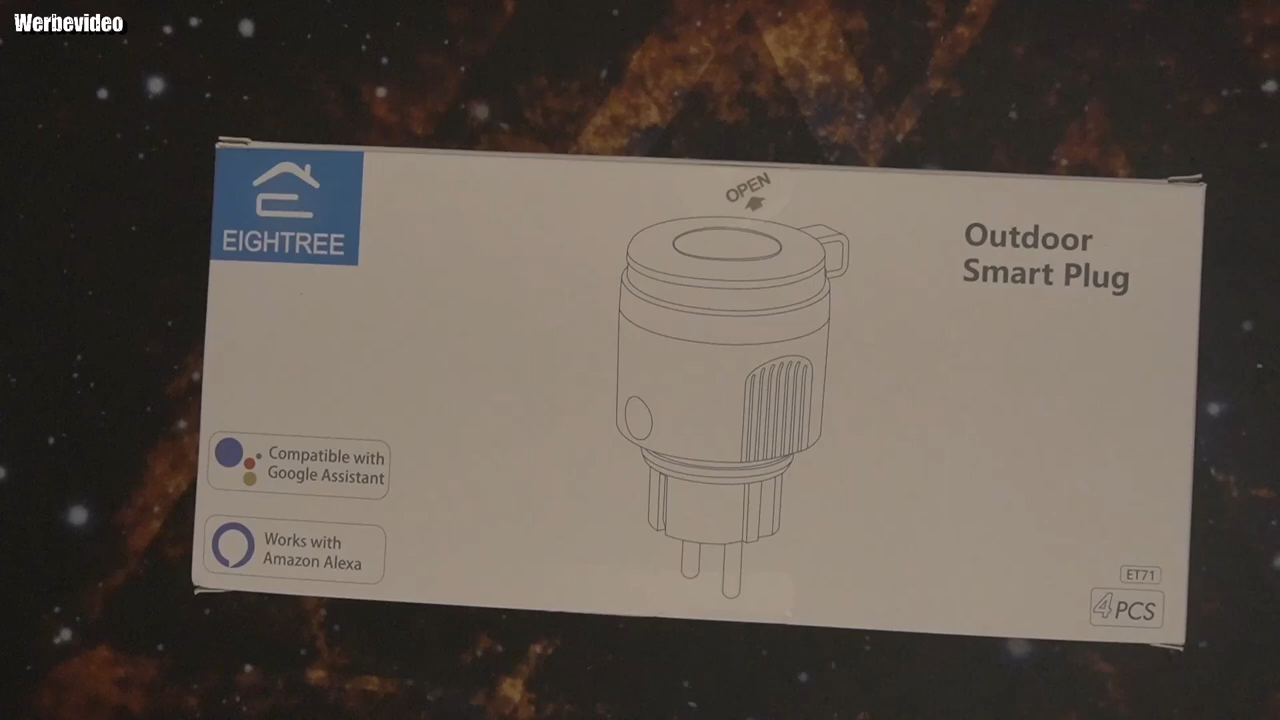 Werbevideo
EIGHTREE
OPEN
Outdoor
Smart Plug
Compatible with
Google Assistant
Works with
Amazon Alexa
ET71
4PCS